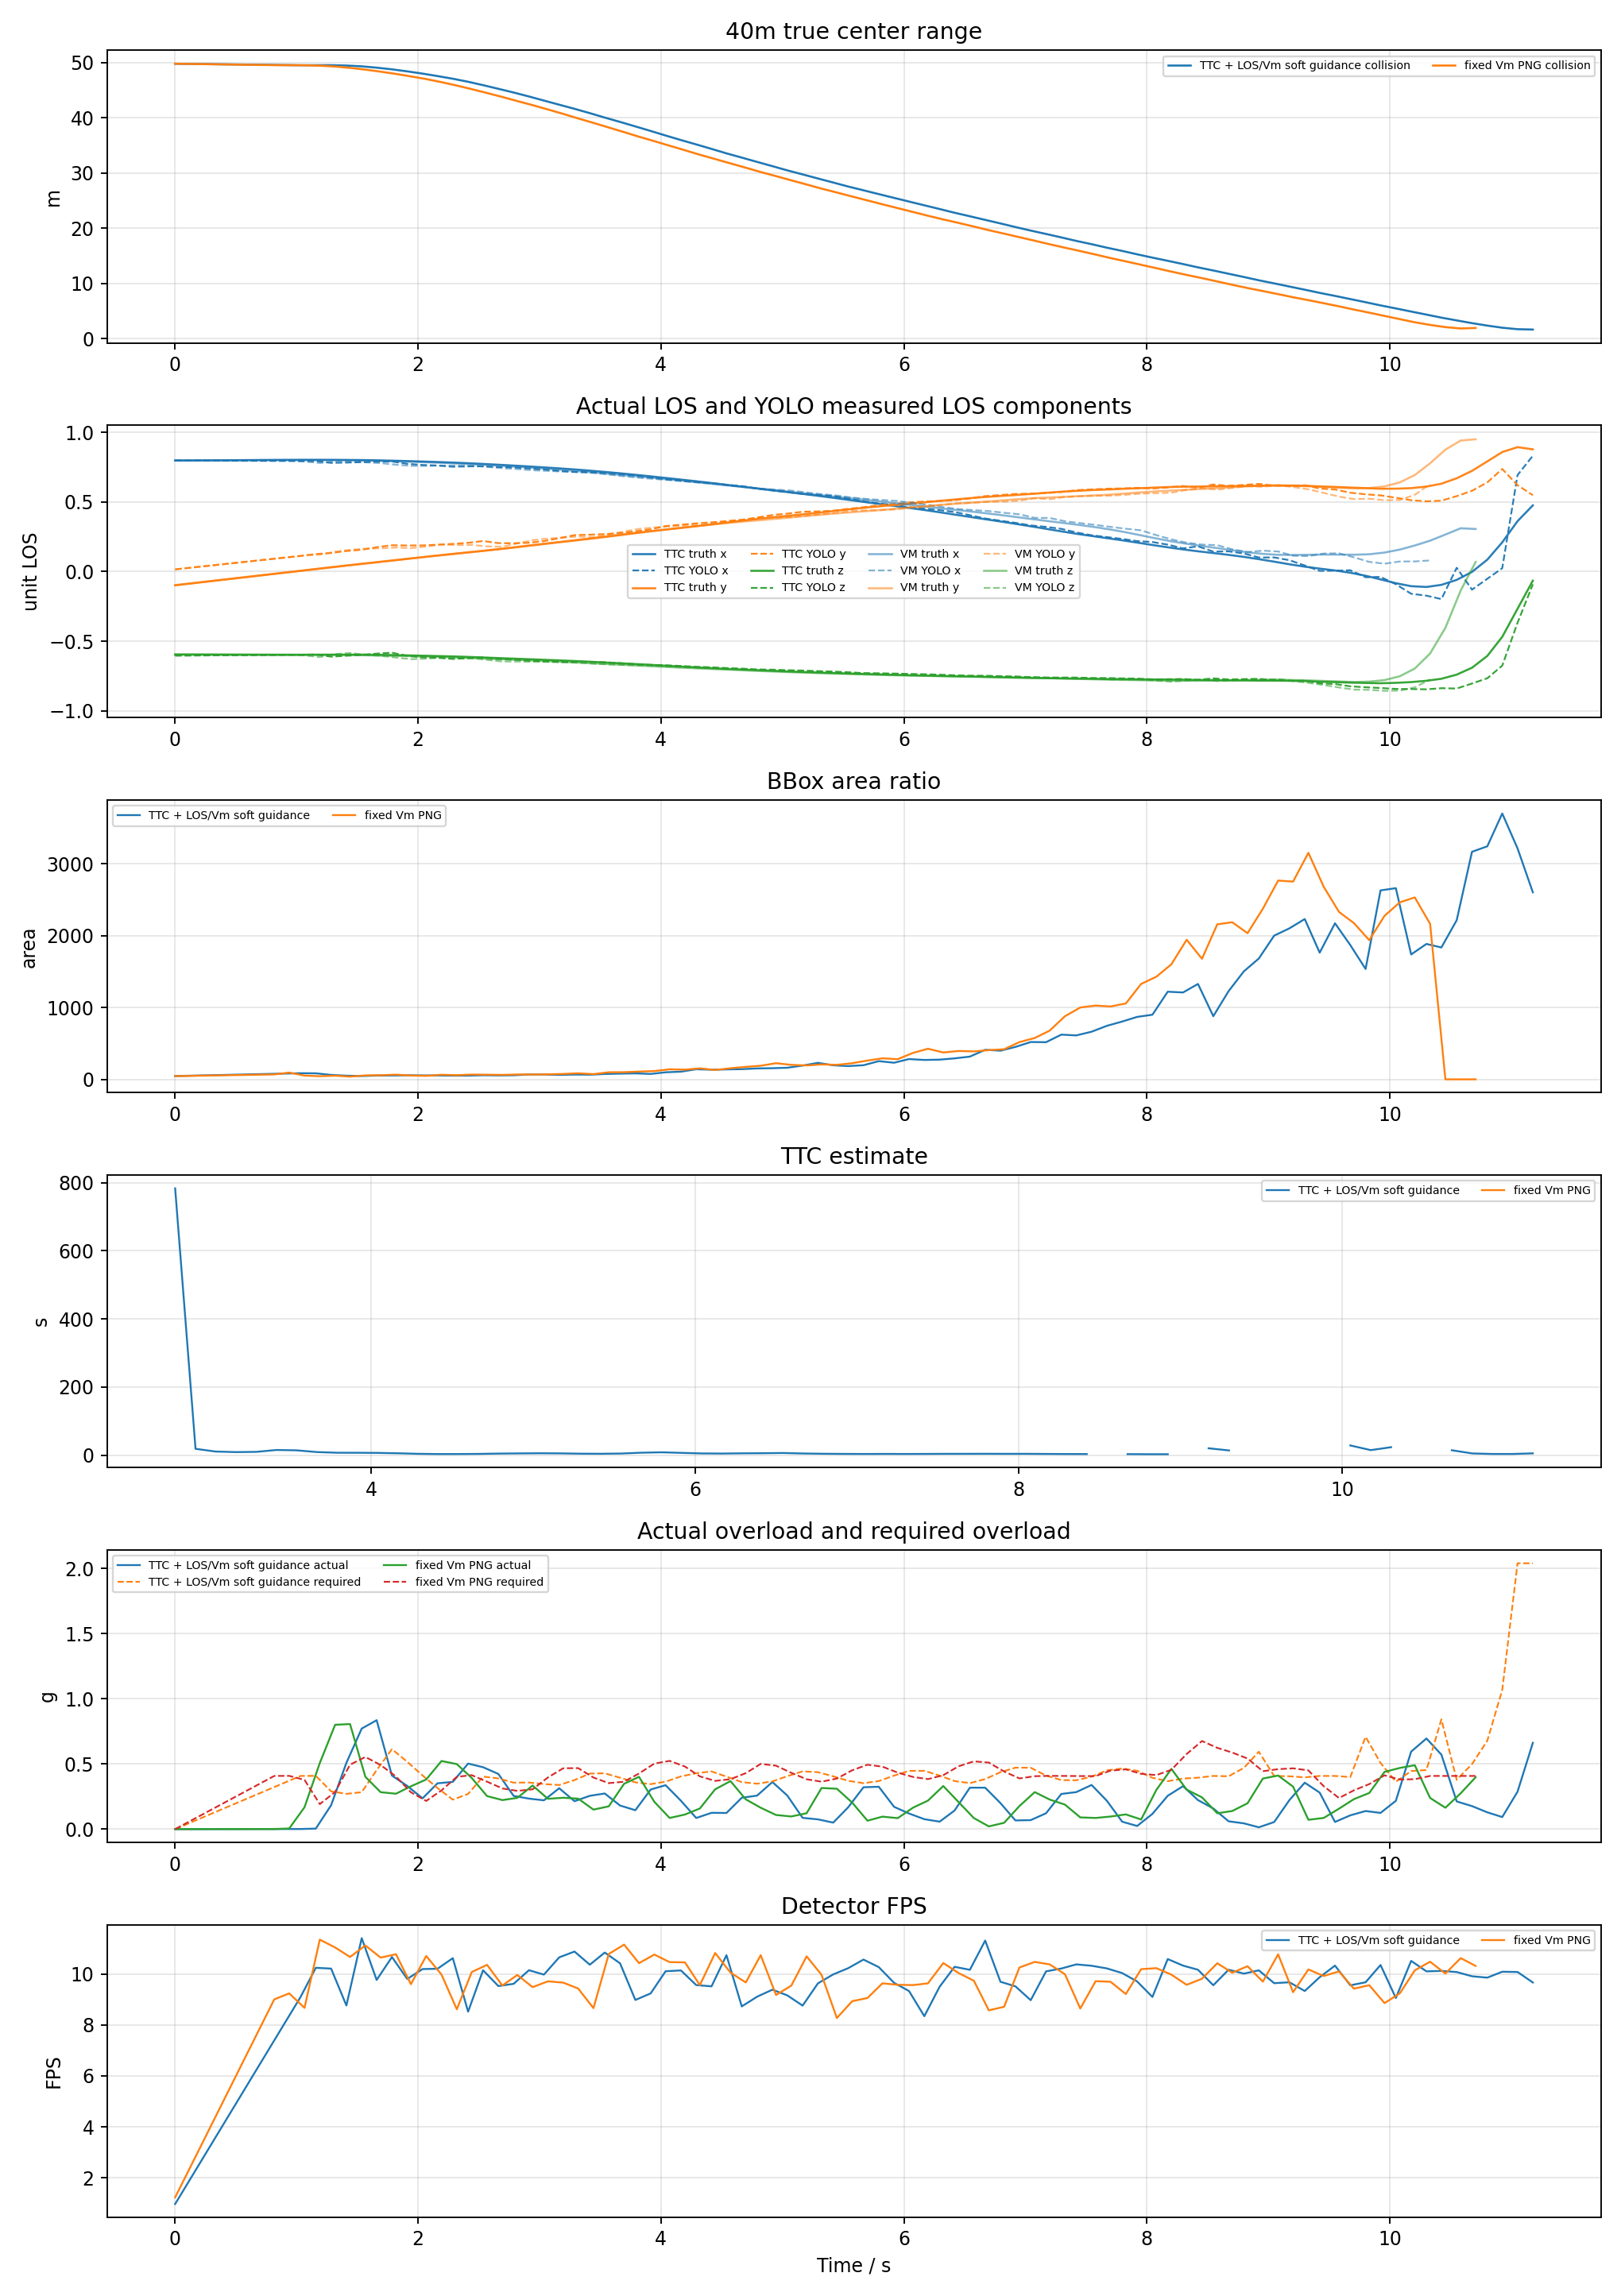 40m true center range
TTC + LOS/Vm soft guidance collision fixed Vm PNG collision
50
40
30
20
10
0
m
0 2 4 6 8 10
Actual LOS and YOLO measured LOS components
1.0
0.5
0.0
−0.5
−1.0
unit LOS
TTC truth x TTC YOLO y VM truth x VM YOLO y
TTC YOLO x TTC truth z VM YOLO x VM truth z
TTC truth y TTC YOLO z VM truth y VM YOLO z
0 2 4 6 8 10
BBox area ratio
TTC + LOS/Vm soft guidance fixed Vm PNG
3000
2000
1000
0
area
0 2 4 6 8 10
TTC estimate
TTC + LOS/Vm soft guidance fixed Vm PNG
800
600
400
200
0
s
4 6 8 10
Actual overload and required overload
TTC + LOS/Vm soft guidance actual fixed Vm PNG actual
TTC + LOS/Vm soft guidance required fixed Vm PNG required
2.0
1.5
1.0
0.5
0.0
g
0 2 4 6 8 10
Detector FPS
TTC + LOS/Vm soft guidance fixed Vm PNG
10
8
6
4
2
FPS
0 2 4 6 8 10
Time / s